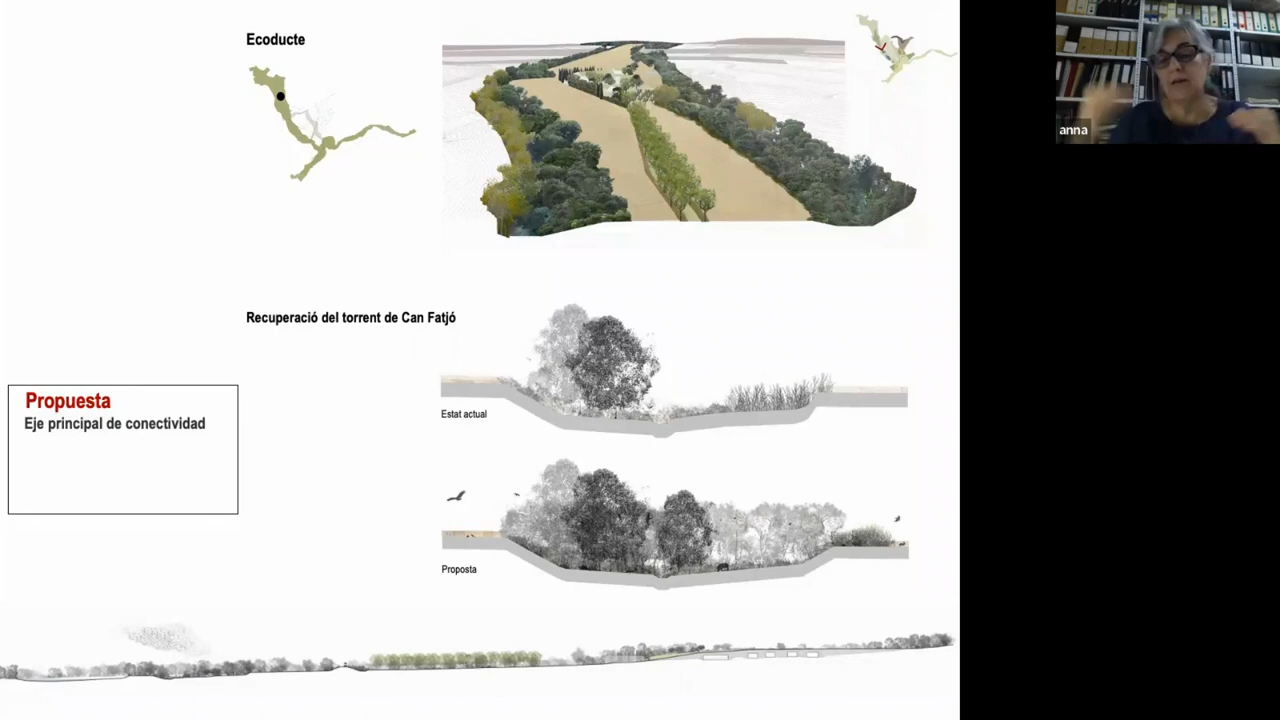 Ecoducte
anna
Recuperació del torrent de Can Fatjó
Propuesta
Eje principal de conectividad
Estat actual
Proposta